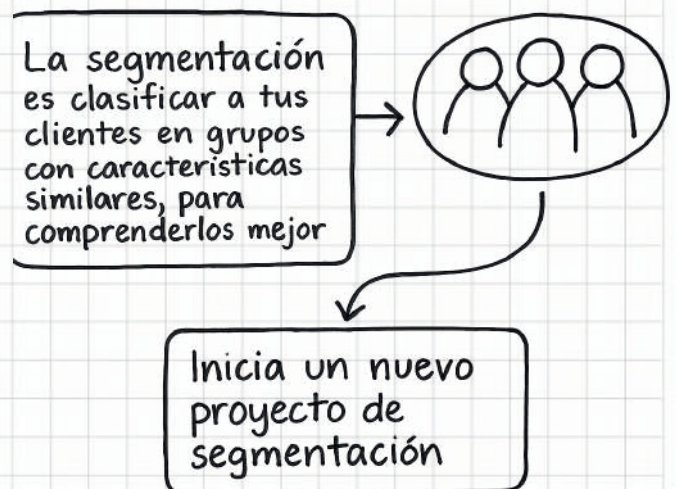 La segmentación
es clasificar a tus
clientes en grupos
con características
similares, para
comprenderlos mejor
Inicia un nuevo
proyecto de
segmentación